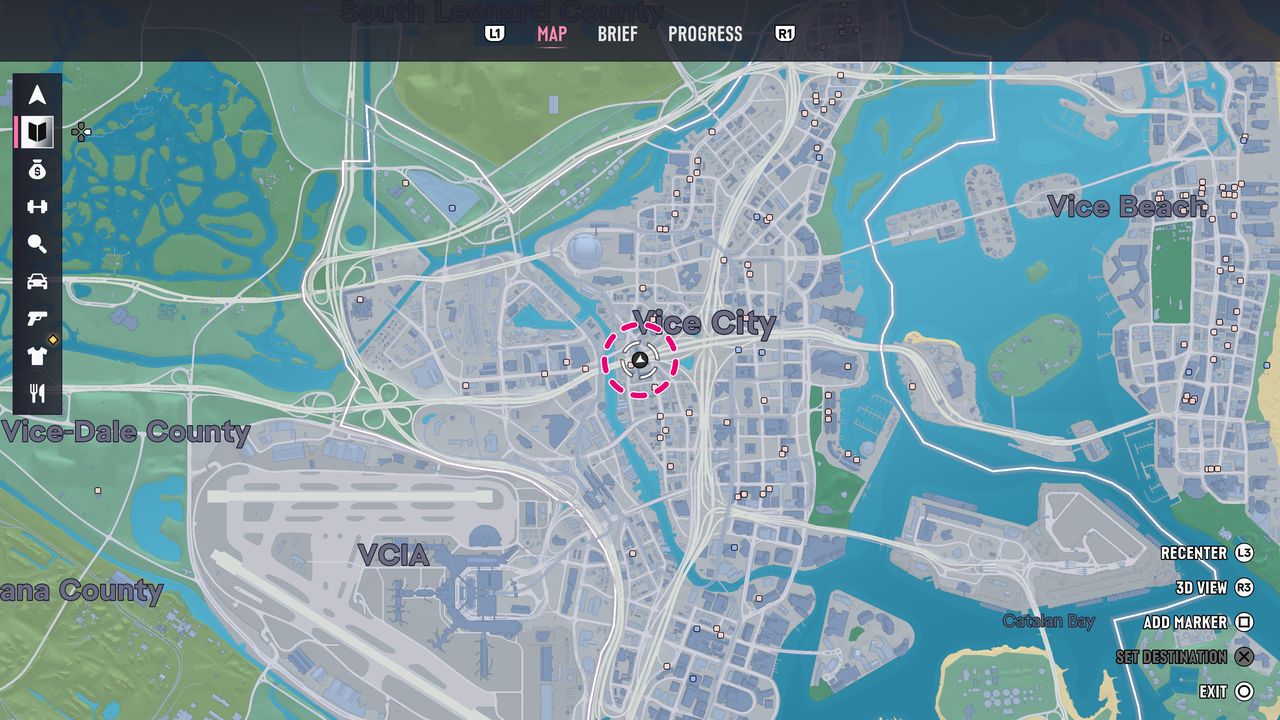 South Leonard County
L1 MAP BRIEF PROGRESS R1
Vice Beach
Vice City
Vice-Dale County
VCIA
ana County
Catalan Bay
RECENTER L3
3D VIEW R3
ADD MARKER
SET DESTINATION
EXIT